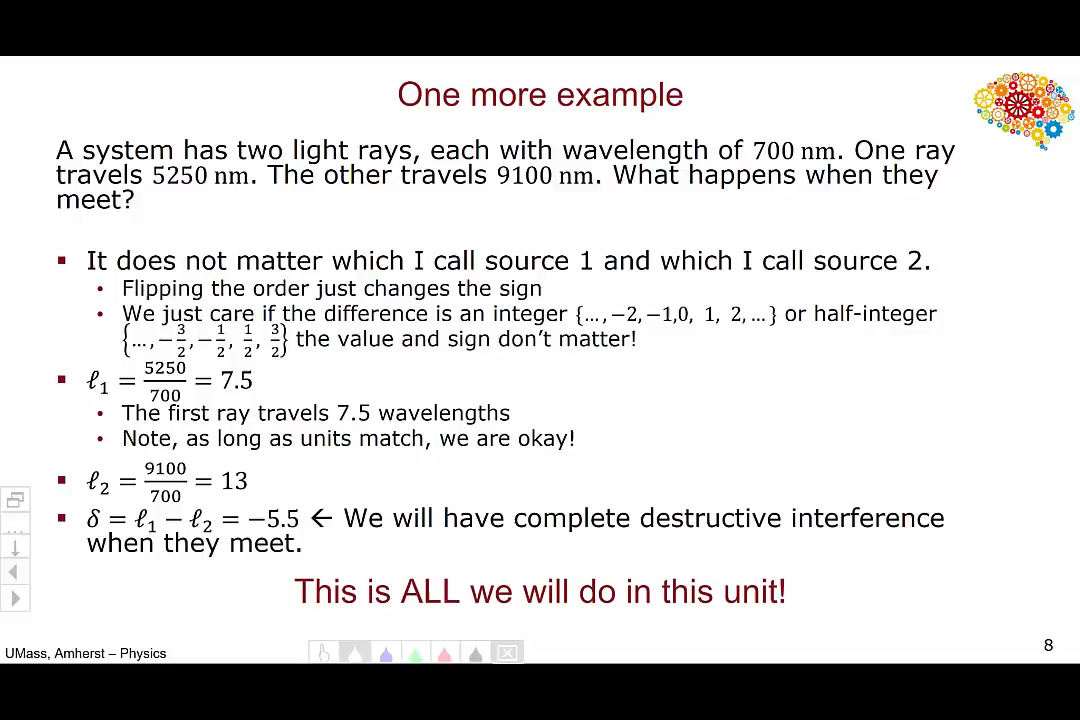 One more example
A system has two light rays, each with wavelength of 700 nm. One ray
travels 5250 nm. The other travels 9100 nm. What happens when they
meet?
▪ It does not matter which I call source 1 and which I call source 2.
• Flipping the order just changes the sign
• We just care if the difference is an integer {…, −2, −1,0, 1, 2, …} or half-integer
{…, −3/2, −1/2, 1/2, 3/2} the value and sign don’t matter!
▪ ℓ₁ = 5250/700 = 7.5
• The first ray travels 7.5 wavelengths
• Note, as long as units match, we are okay!
▪ ℓ₂ = 9100/700 = 13
▪ δ = ℓ₁ − ℓ₂ = −5.5 ← We will have complete destructive interference
when they meet.
This is ALL we will do in this unit!
UMass, Amherst – Physics
8